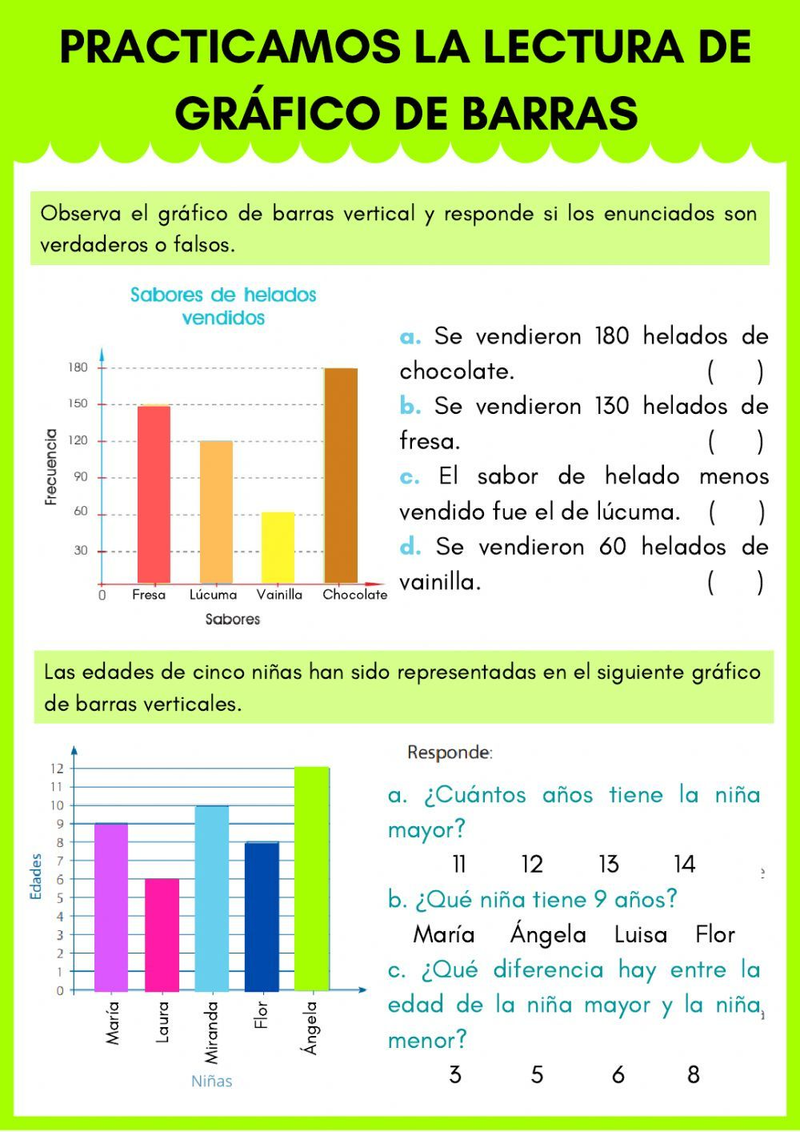 PRACTICAMOS LA LECTURA DE
GRÁFICO DE BARRAS
Observa el gráfico de barras vertical y responde si los enunciados son
verdaderos o falsos.
Sabores de helados
vendidos
180
150
120
90
60
30
0
Frecuencia
Fresa Lúcuma Vainilla Chocolate
Sabores
a. Se vendieron 180 helados de
chocolate. ( )
b. Se vendieron 130 helados de
fresa. ( )
c. El sabor de helado menos
vendido fue el de lúcuma. ( )
d. Se vendieron 60 helados de
vainilla. ( )
Las edades de cinco niñas han sido representadas en el siguiente gráfico
de barras verticales.
12
11
10
9
8
7
6
5
4
3
2
1
0
Edades
María Laura Miranda Flor Ángela
Niñas
Responde:
a. ¿Cuántos años tiene la niña
mayor?
11 12 13 14
b. ¿Qué niña tiene 9 años?
María Ángela Luisa Flor
c. ¿Qué diferencia hay entre la
edad de la niña mayor y la niña
menor?
3 5 6 8